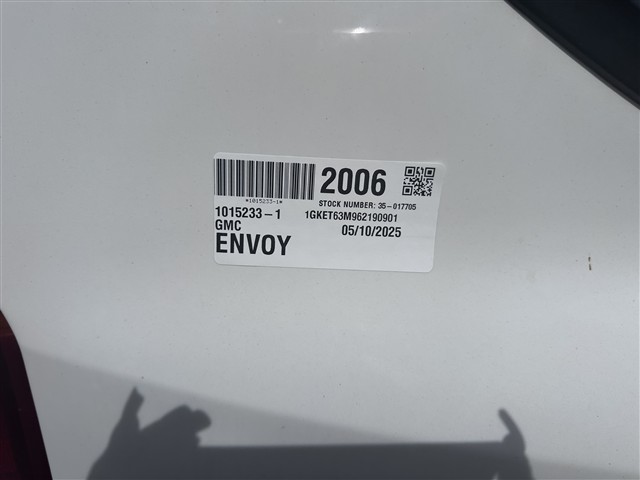 2006
*1015233-1*
STOCK NUMBER: 35-017705
1015233-1
1GKET63M962190901
GMC
05/10/2025
ENVOY